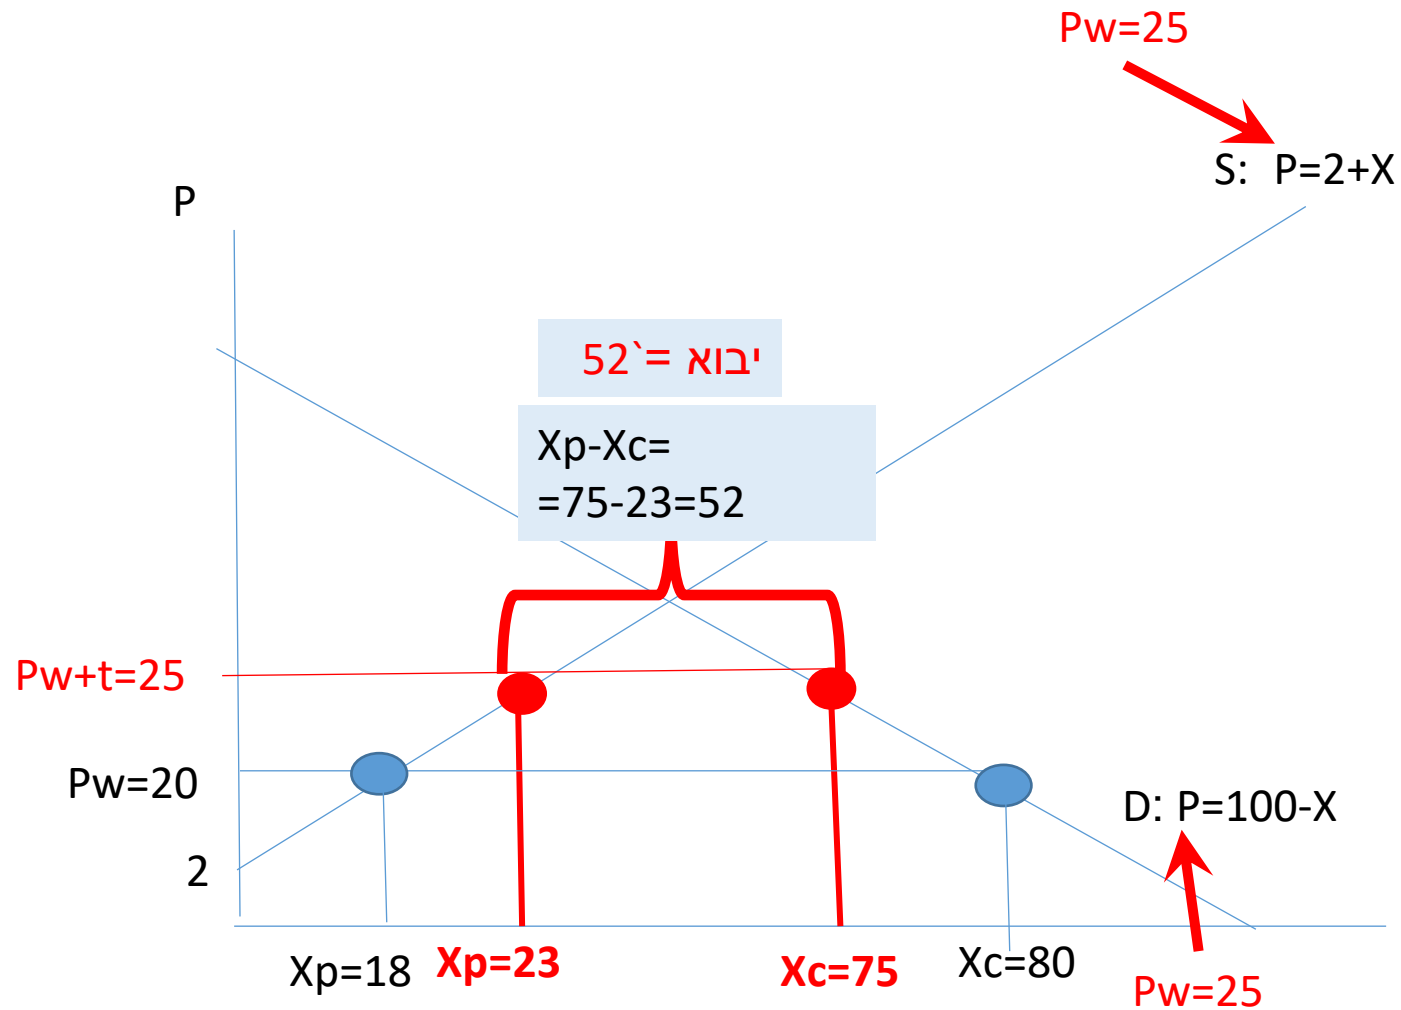 Pw=25
S: P=2+X
P
יבוא =`52
Xp-Xc=
=75-23=52
Pw+t=25
Pw=20
D: P=100-X
2
Xp=18
Xp=23
Xc=75
Xc=80
Pw=25